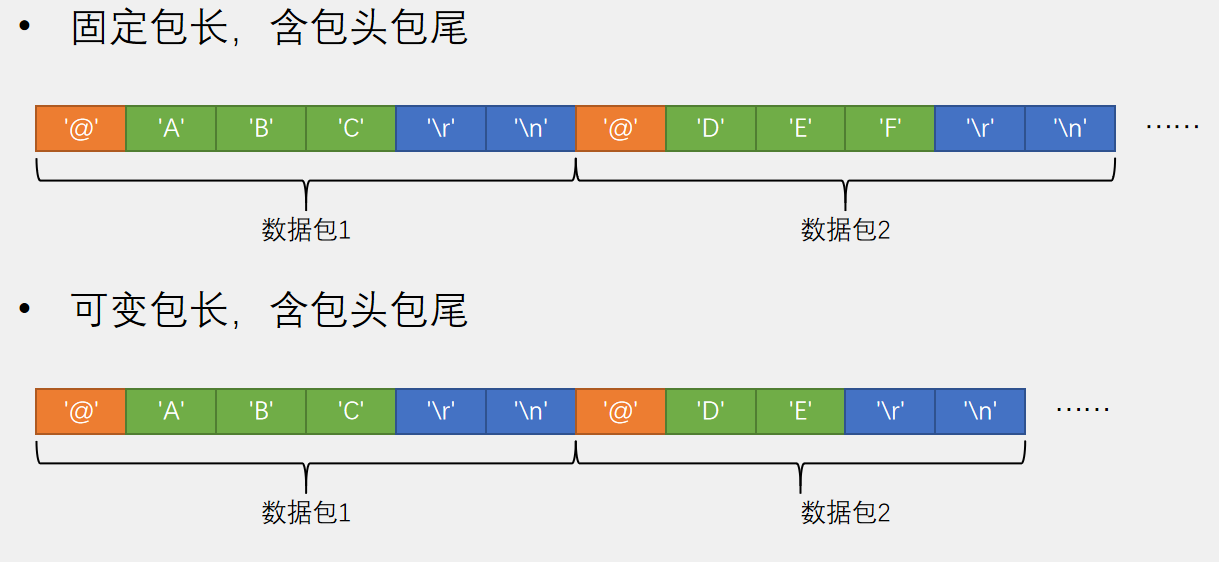 • 固定包长，含包头包尾
'@' 'A' 'B' 'C' '\r' '\n' '@' 'D' 'E' 'F' '\r' '\n' ……
数据包1 数据包2
• 可变包长，含包头包尾
'@' 'A' 'B' 'C' '\r' '\n' '@' 'D' 'E' '\r' '\n' ……
数据包1 数据包2